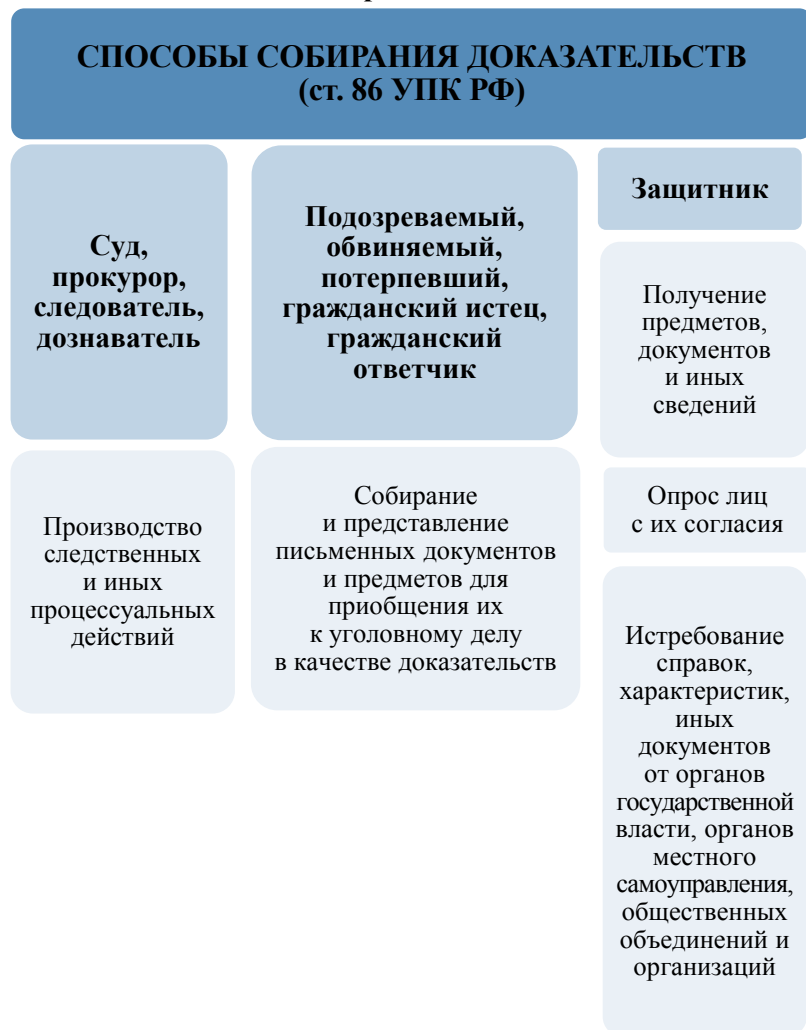 СПОСОБЫ СОБИРАНИЯ ДОКАЗАТЕЛЬСТВ
(ст. 86 УПК РФ)
Суд,
прокурор,
следователь,
дознаватель
Производство
следственных
и иных
процессуальных
действий
Подозреваемый,
обвиняемый,
потерпевший,
гражданский истец,
гражданский
ответчик
Собирание
и представление
письменных документов
и предметов для
приобщения их
к уголовному делу
в качестве доказательств
Защитник
Получение
предметов,
документов
и иных
сведений
Опрос лиц
с их согласия
Истребование
справок,
характеристик,
иных
документов
от органов
государственной
власти, органов
местного
самоуправления,
общественных
объединений и
организаций